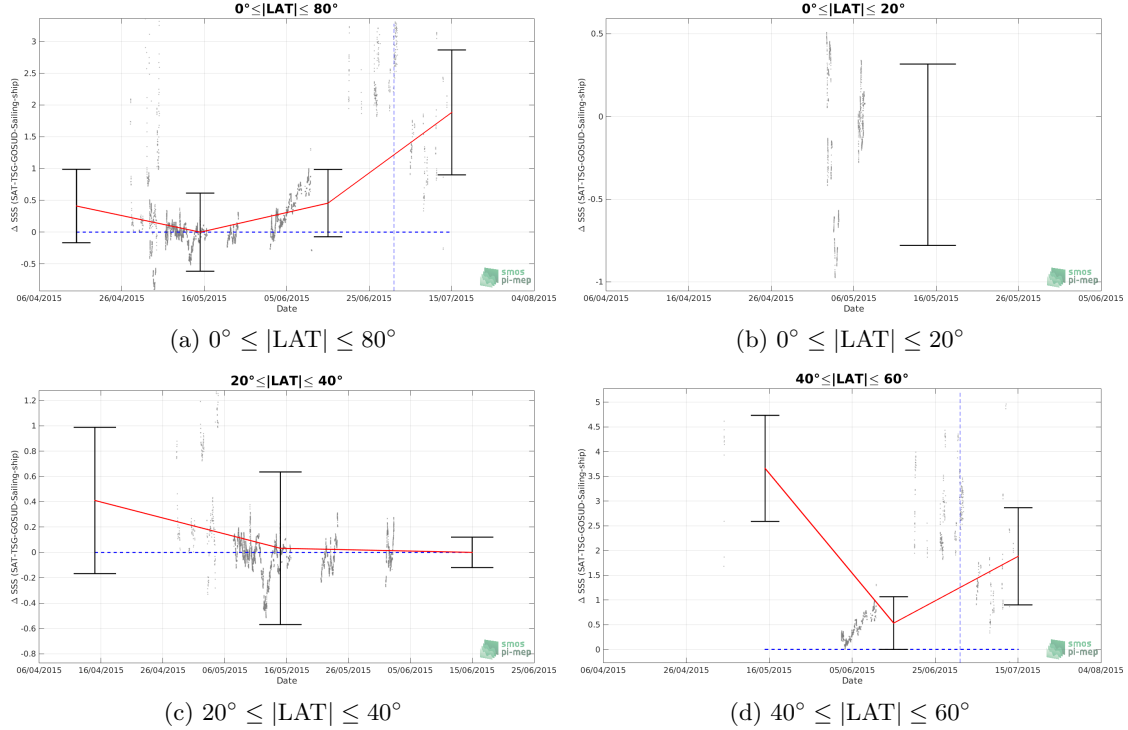 0°≤|LAT|≤ 80°
Δ SSS (SAT-TSG-GOSUD-Sailing-ship)
3
2.5
2
1.5
1
0.5
0
-0.5
06/04/2015 26/04/2015 16/05/2015 05/06/2015 25/06/2015 15/07/2015 04/08/2015
Date
smos
pi-mep
(a) 0° ≤ |LAT| ≤ 80°
0°≤|LAT|≤ 20°
Δ SSS (SAT-TSG-GOSUD-Sailing-ship)
0.5
0
-0.5
-1
06/04/2015 16/04/2015 26/04/2015 06/05/2015 16/05/2015 26/05/2015 05/06/2015
Date
smos
pi-mep
(b) 0° ≤ |LAT| ≤ 20°
20°≤|LAT|≤ 40°
Δ SSS (SAT-TSG-GOSUD-Sailing-ship)
1.2
1
0.8
0.6
0.4
0.2
0
-0.2
-0.4
-0.6
-0.8
06/04/2015 16/04/2015 26/04/2015 06/05/2015 16/05/2015 26/05/2015 05/06/2015 15/06/2015 25/06/2015
Date
smos
pi-mep
(c) 20° ≤ |LAT| ≤ 40°
40°≤|LAT|≤ 60°
Δ SSS (SAT-TSG-GOSUD-Sailing-ship)
5
4.5
4
3.5
3
2.5
2
1.5
1
0.5
0
06/04/2015 26/04/2015 16/05/2015 05/06/2015 25/06/2015 15/07/2015 04/08/2015
Date
smos
pi-mep
(d) 40° ≤ |LAT| ≤ 60°